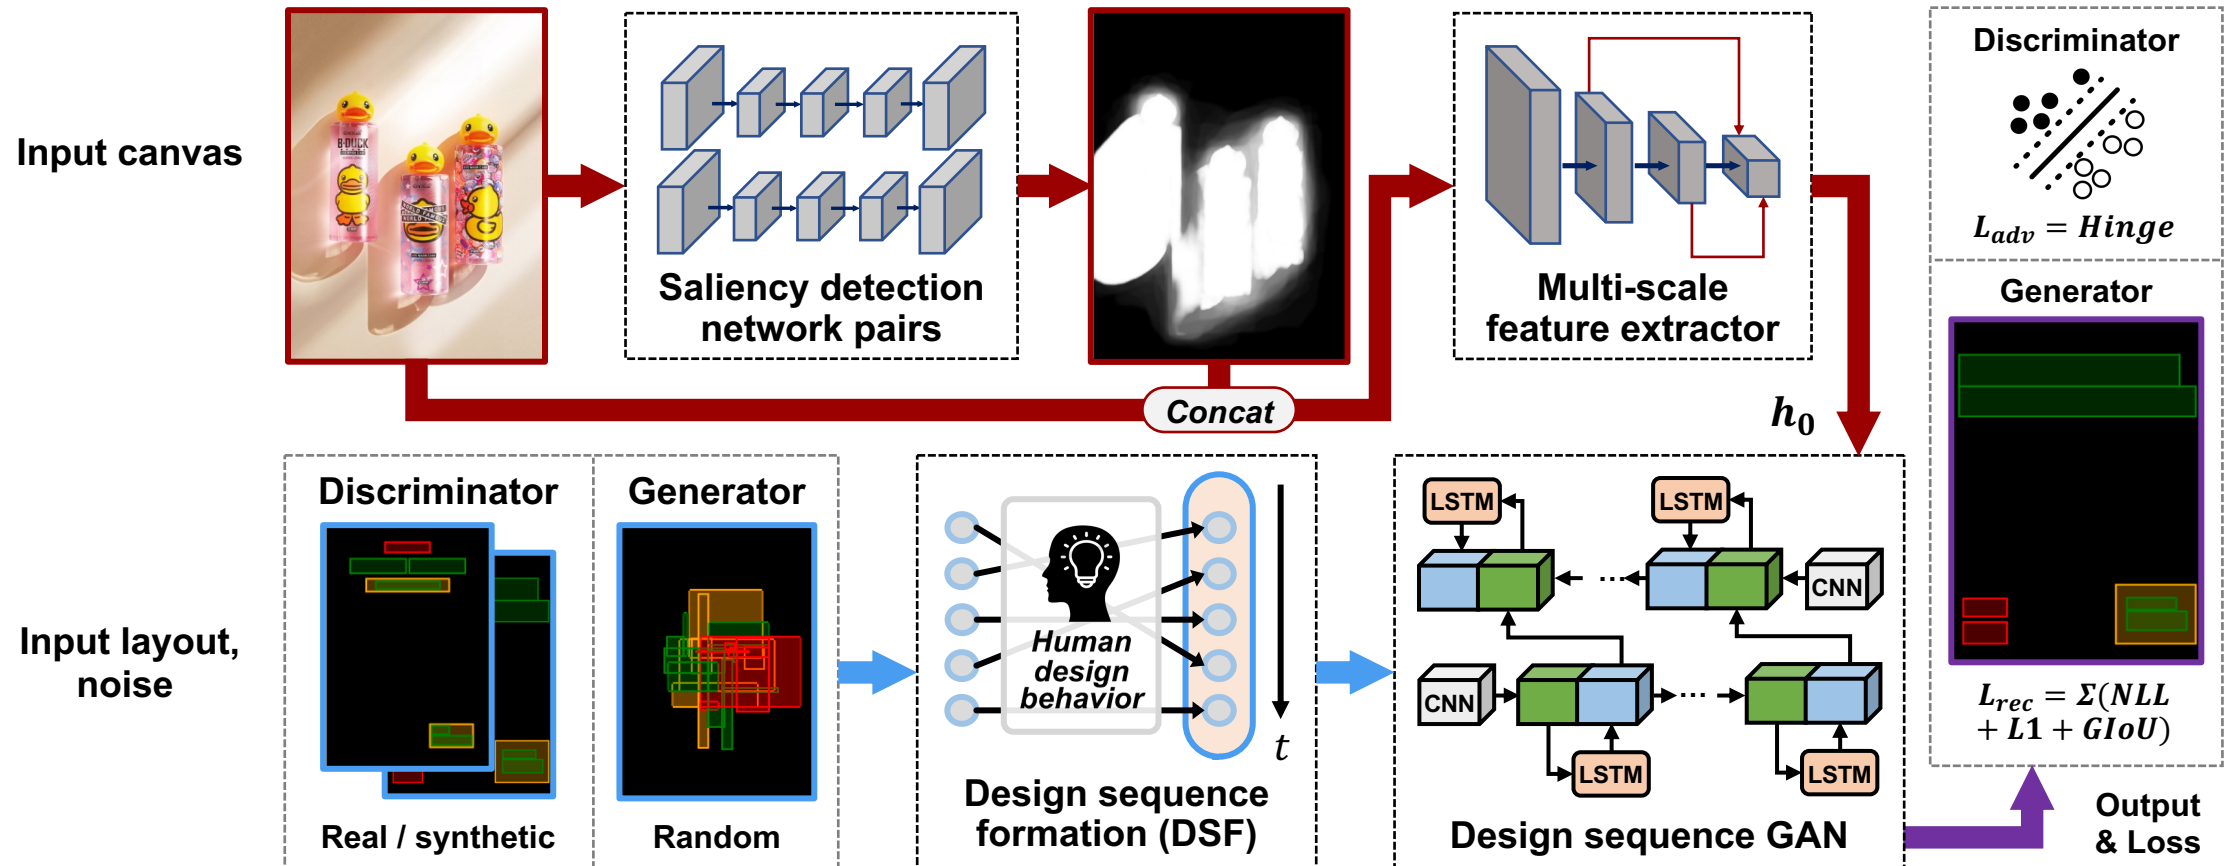 Input canvas
B·DUCK
Saliency detection
network pairs
Concat
Multi-scale
feature extractor
h₀
Discriminator
L_adv = Hinge
Generator
L_rec = Σ(NLL
+ L1 + GIoU)
Output
& Loss
Input layout,
noise
Discriminator
Real / synthetic
Generator
Random
Human
design
behavior
t
Design sequence
formation (DSF)
LSTM
LSTM
CNN
CNN
LSTM
LSTM
Design sequence GAN